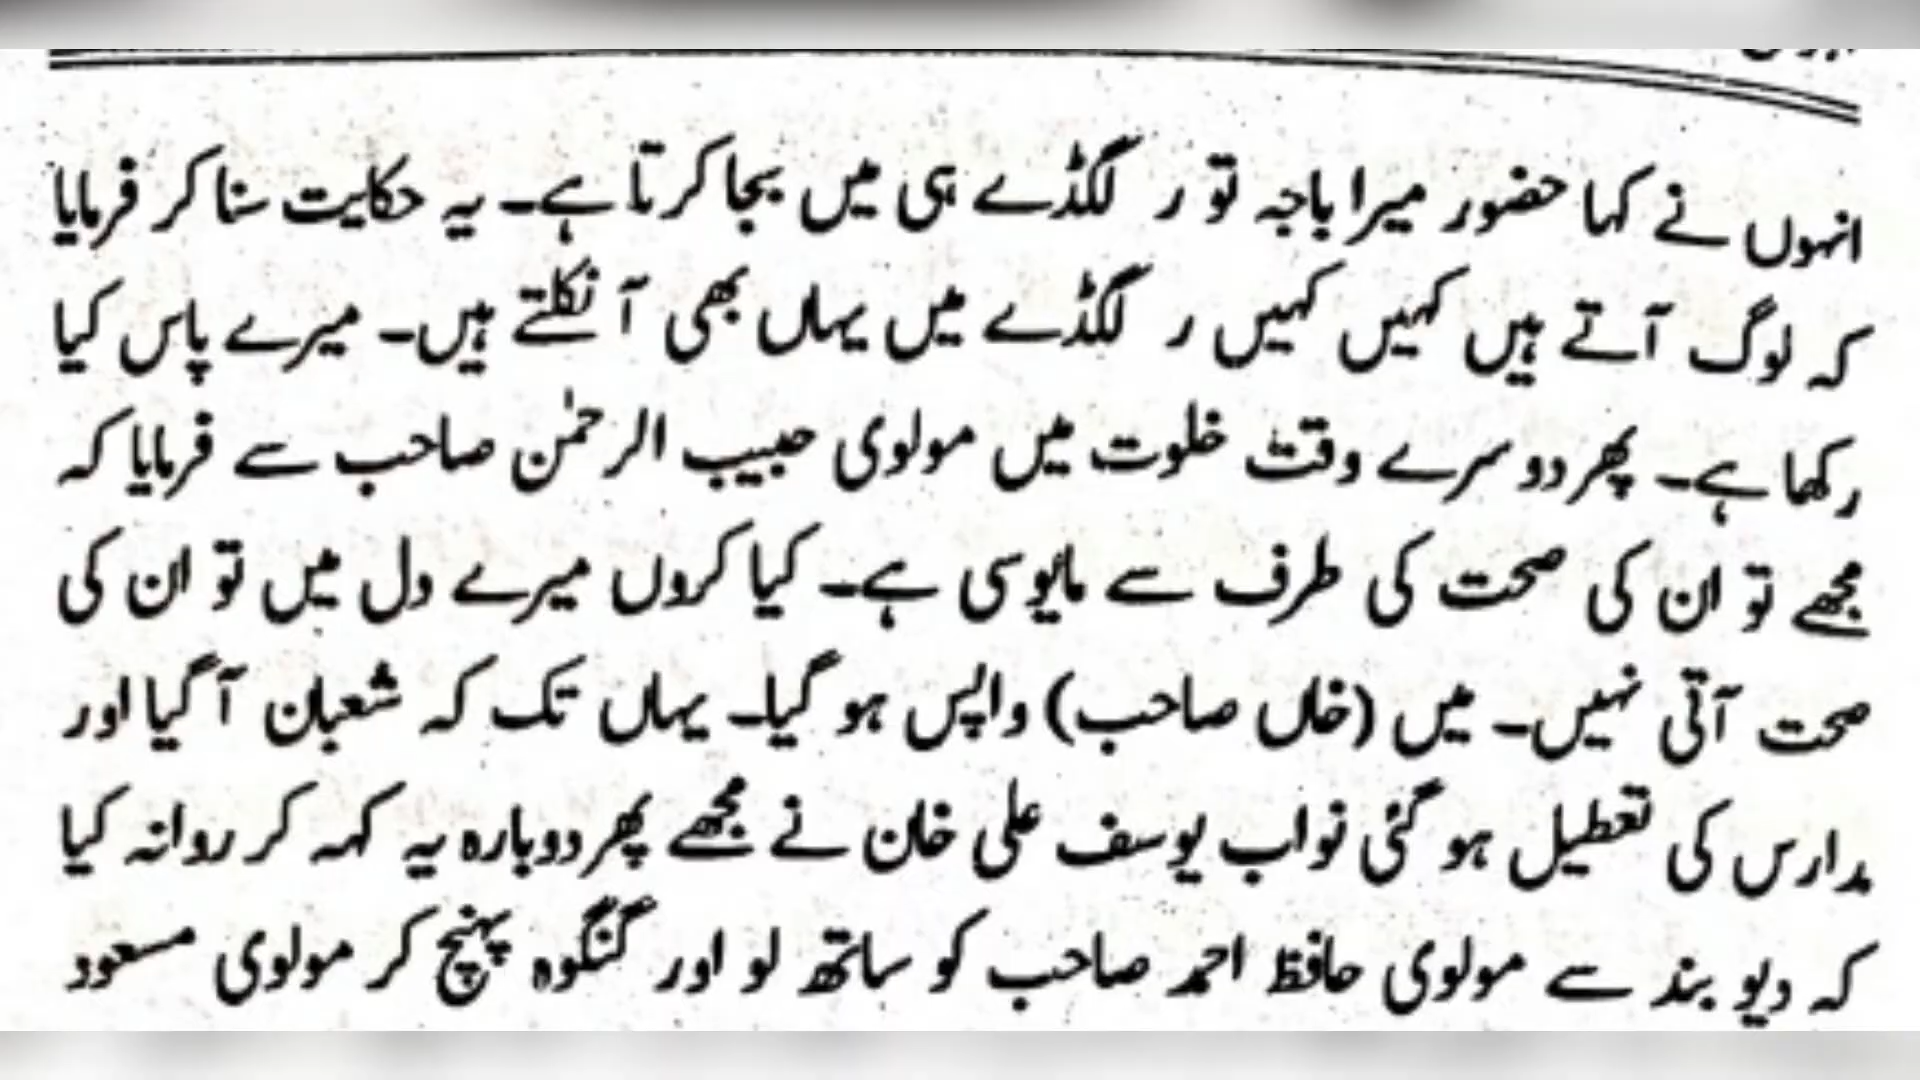 انہوں نے کہا حضور میرا باجہ تو ر گڈے ہی میں بجا کرتا ہے۔ یہ حکایت سنا کر فرمایا
کہ لوگ آتے ہیں کہیں کہیں ر گڈے میں یہاں بھی آ نکلتے ہیں۔ میرے پاس کیا
رکھا ہے۔ پھر دوسرے وقت خلوت میں مولوی حبیب الرحمٰن صاحب سے فرمایا کہ
مجھے تو ان کی صحت کی طرف سے مایوسی ہے۔ کیا کروں میرے دل میں تو ان کی
صحت آتی نہیں۔ میں (خاں صاحب) واپس ہو گیا۔ یہاں تک کہ شعبان آ گیا اور
مدارس کی تعطیل ہو گئی نواب یوسف علی خان نے مجھے پھر دوبارہ یہ کہہ کر روانہ کیا
کہ دیو بند سے مولوی حافظ احمد صاحب کو ساتھ لو اور گنگوہ پہنچ کر مولوی مسعود